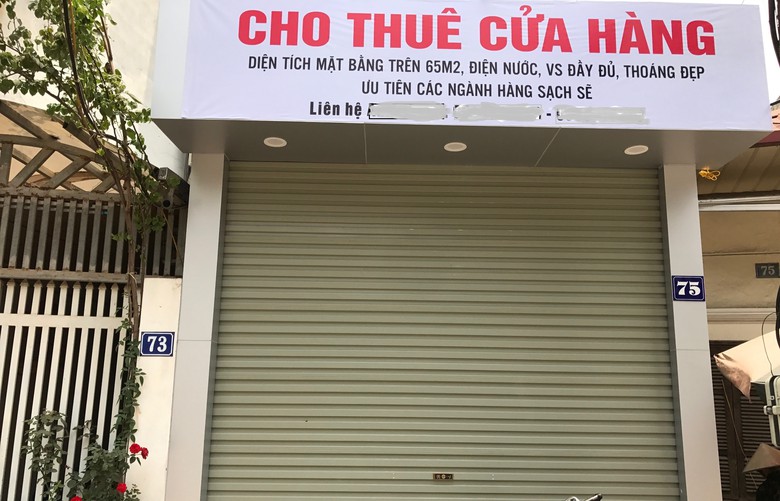 CHO THUÊ CỬA HÀNG
DIỆN TÍCH MẶT BẰNG TRÊN 65M2, ĐIỆN NƯỚC, VS ĐẦY ĐỦ, THOÁNG ĐẸP
ƯU TIÊN CÁC NGÀNH HÀNG SẠCH SẼ
Liên hệ -
73
75
75